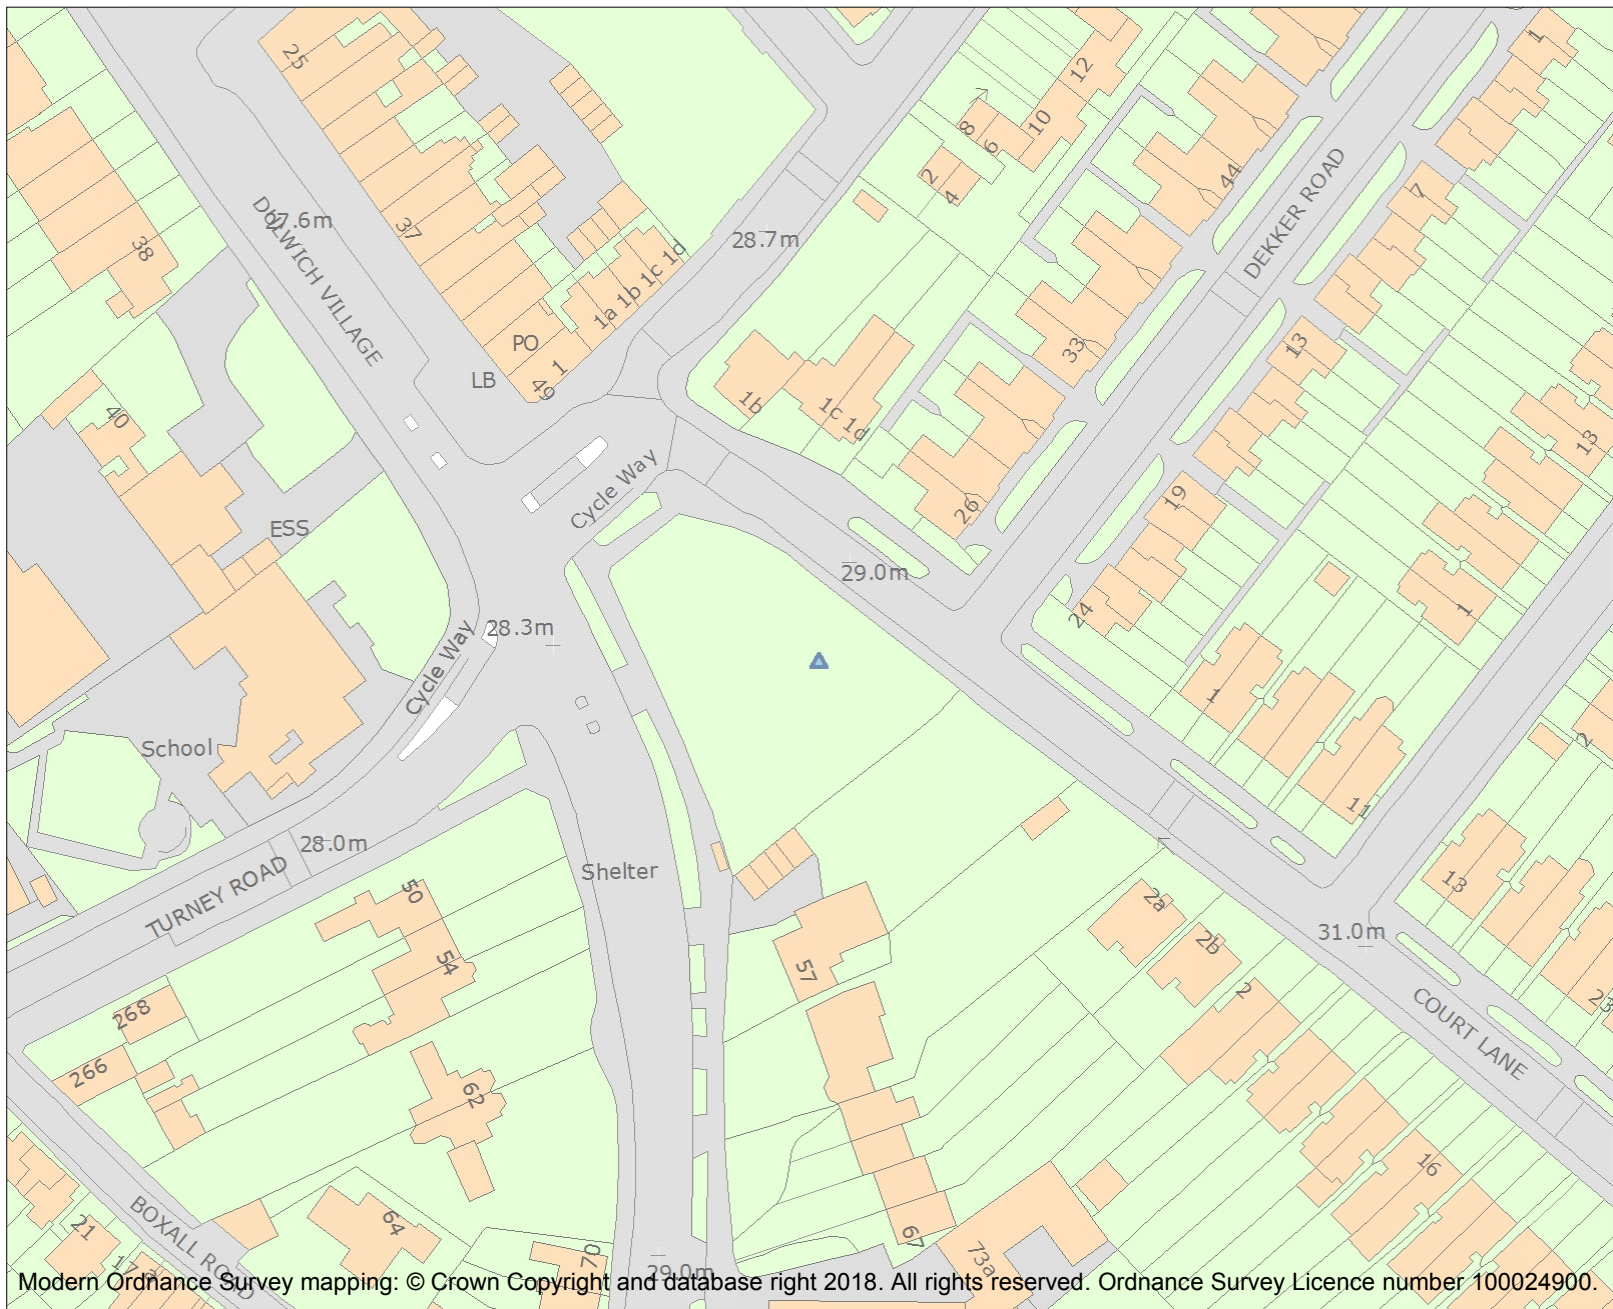 25
12
1
8
10
6
2
4
44
7
DEKKER ROAD
27.6m
DULWICH VILLAGE
37
38
28.7m
1a 1b 1c 1d
PO
LB
1
49
33
13
1b
1c 1d
40
13
Cycle Way
19
26
ESS
29.0m
24
1
28.3m
Cycle Way
1
School
2
11
28.0m
Shelter
TURNEY ROAD
50
13
2a
31.0m
2b
54
57
2
23
268
COURT LANE
266
62
16
BOXALL ROAD
21
64
67
70
73a
17
29.0m
Modern Ordnance Survey mapping: © Crown Copyright and database right 2018. All rights reserved. Ordnance Survey Licence number 100024900.